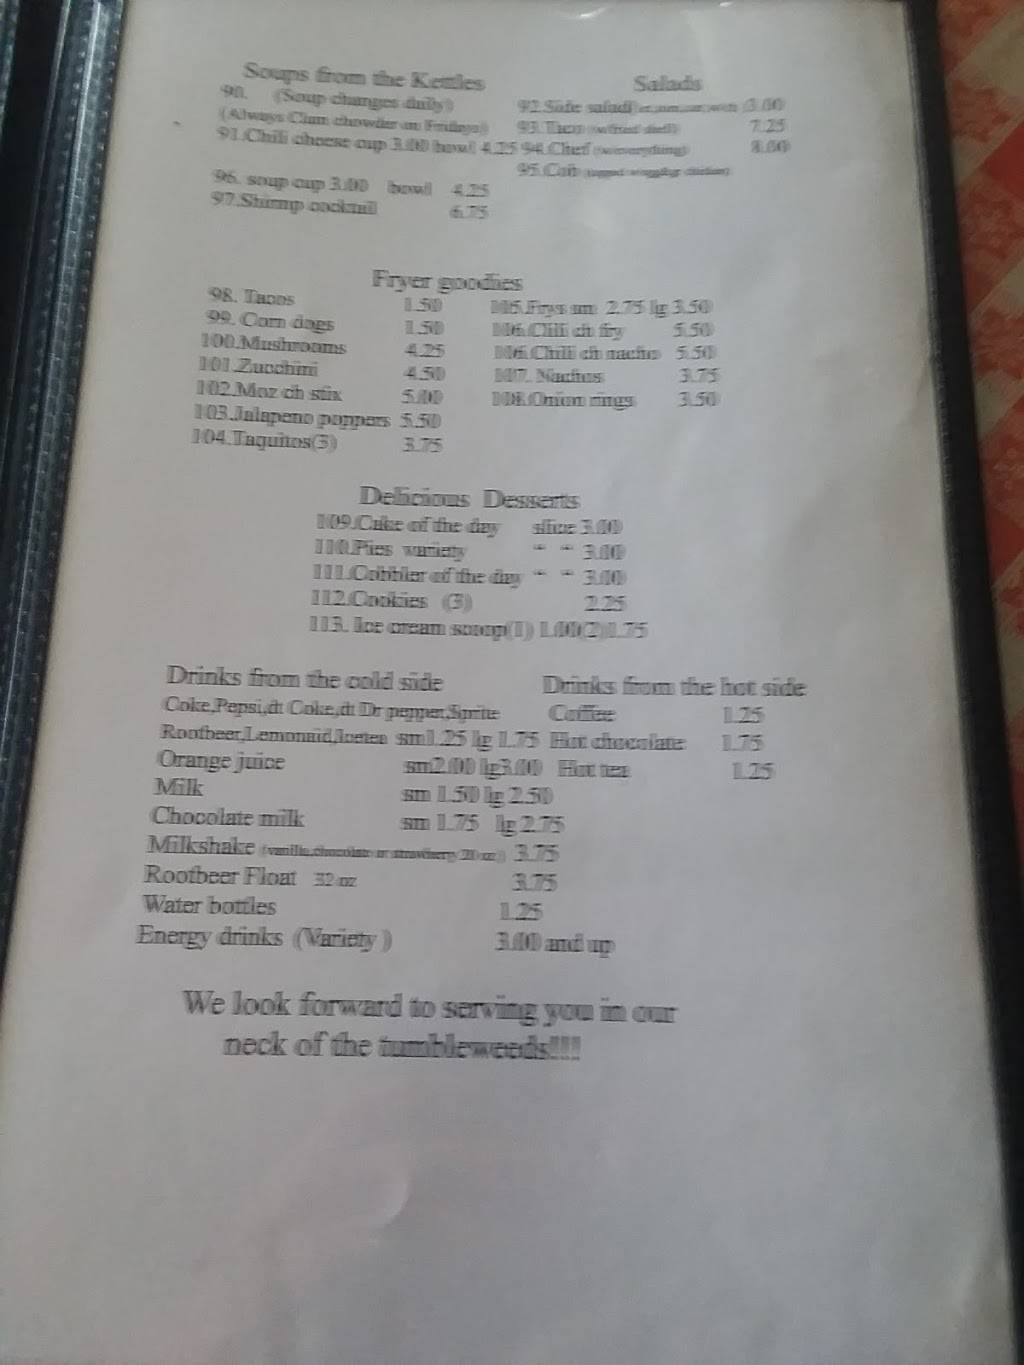 Soups from the Kettles
90. (Soup changes daily)
(Always Clam chowder on Fridays)
91.Chili cheese cup 3.00 bowl 4.25
96. soup cup 3.00 bowl 4.25
97.Shirmp cocktail 6.75
Salads
92.Side salad 3.00
93.Taco 7.25
94.Chef (w/everything) 8.00
95.Cob
Fryer goodies
98. Tacos 1.50
99. Corn dogs 1.50
100.Mushrooms 4.25
101.Zucchini 4.50
102.Moz ch stix 5.00
103.Jalapeno poppers 5.50
104.Taquitos(3) 3.75
105.Frys sm 2.75 lg 3.50
106.Chili ch fry 5.50
106.Chili ch nacho 5.50
107. Nachos 3.75
108.Onion rings 3.50
Delicious Desserts
109.Cake of the day slice 3.00
110.Pies variety " " 3.00
111.Cobbler of the day " " 3.00
112.Cookies (3) 2.25
113. Ice cream scoop(1) 1.00(2)1.75
Drinks from the cold side
Coke,Pepsi,dt Coke,dt Dr pepper,Sprite
Rootbeer,Lemonaid,Icetea sm1.25 lg 1.75
Orange juice sm2.00 lg3.00
Milk sm 1.50 lg 2.50
Chocolate milk sm 1.75 lg 2.75
Milkshake (vanilla,chocolate or strawberry 20 oz) 3.75
Rootbeer Float 32 oz 3.75
Water bottles 1.25
Energy drinks (Variety ) 3.00 and up
Drinks from the hot side
Coffee 1.25
Hot chocolate 1.75
Hot tea 1.25
We look forward to serving you in our
neck of the tumbleweeds!!!!